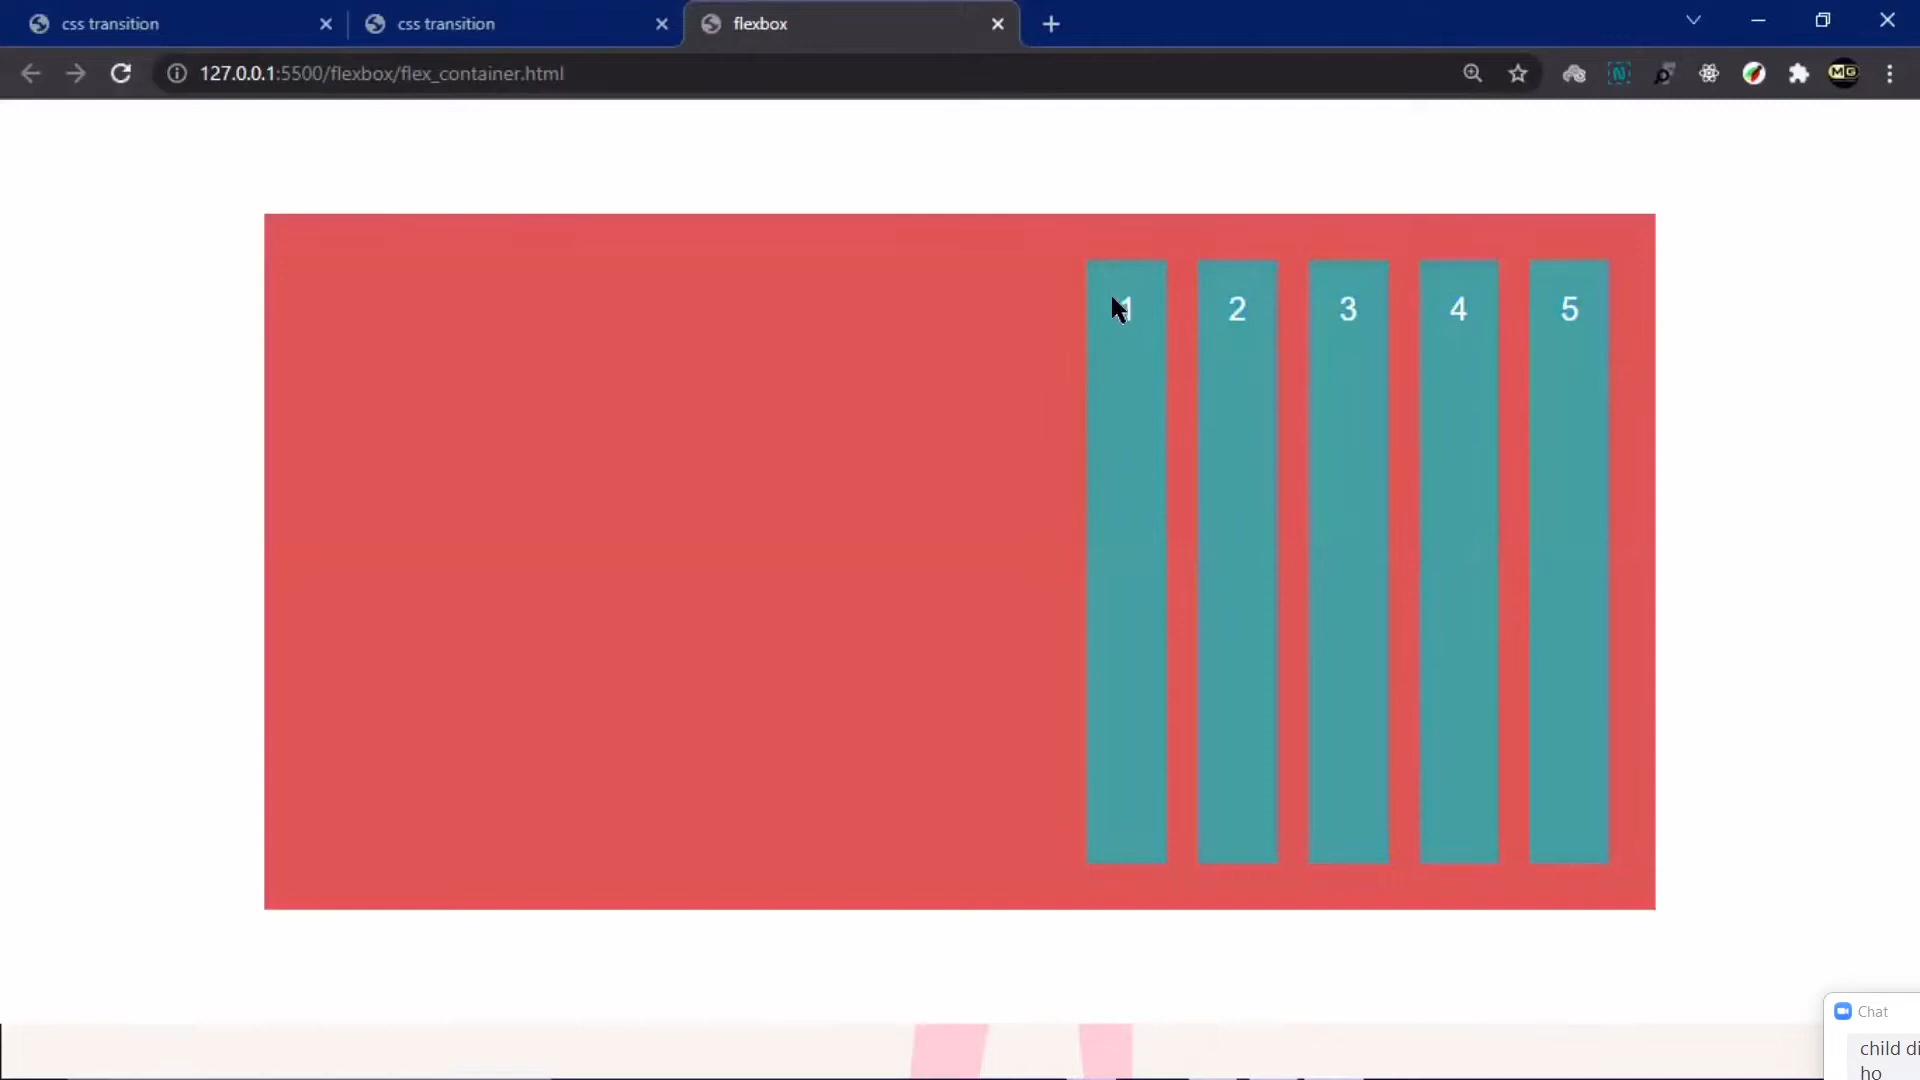 css transition
css transition
flexbox
127.0.0.1:5500/flexbox/flex_container.html
MG
1 2 3 4 5
Chat
child di
ho